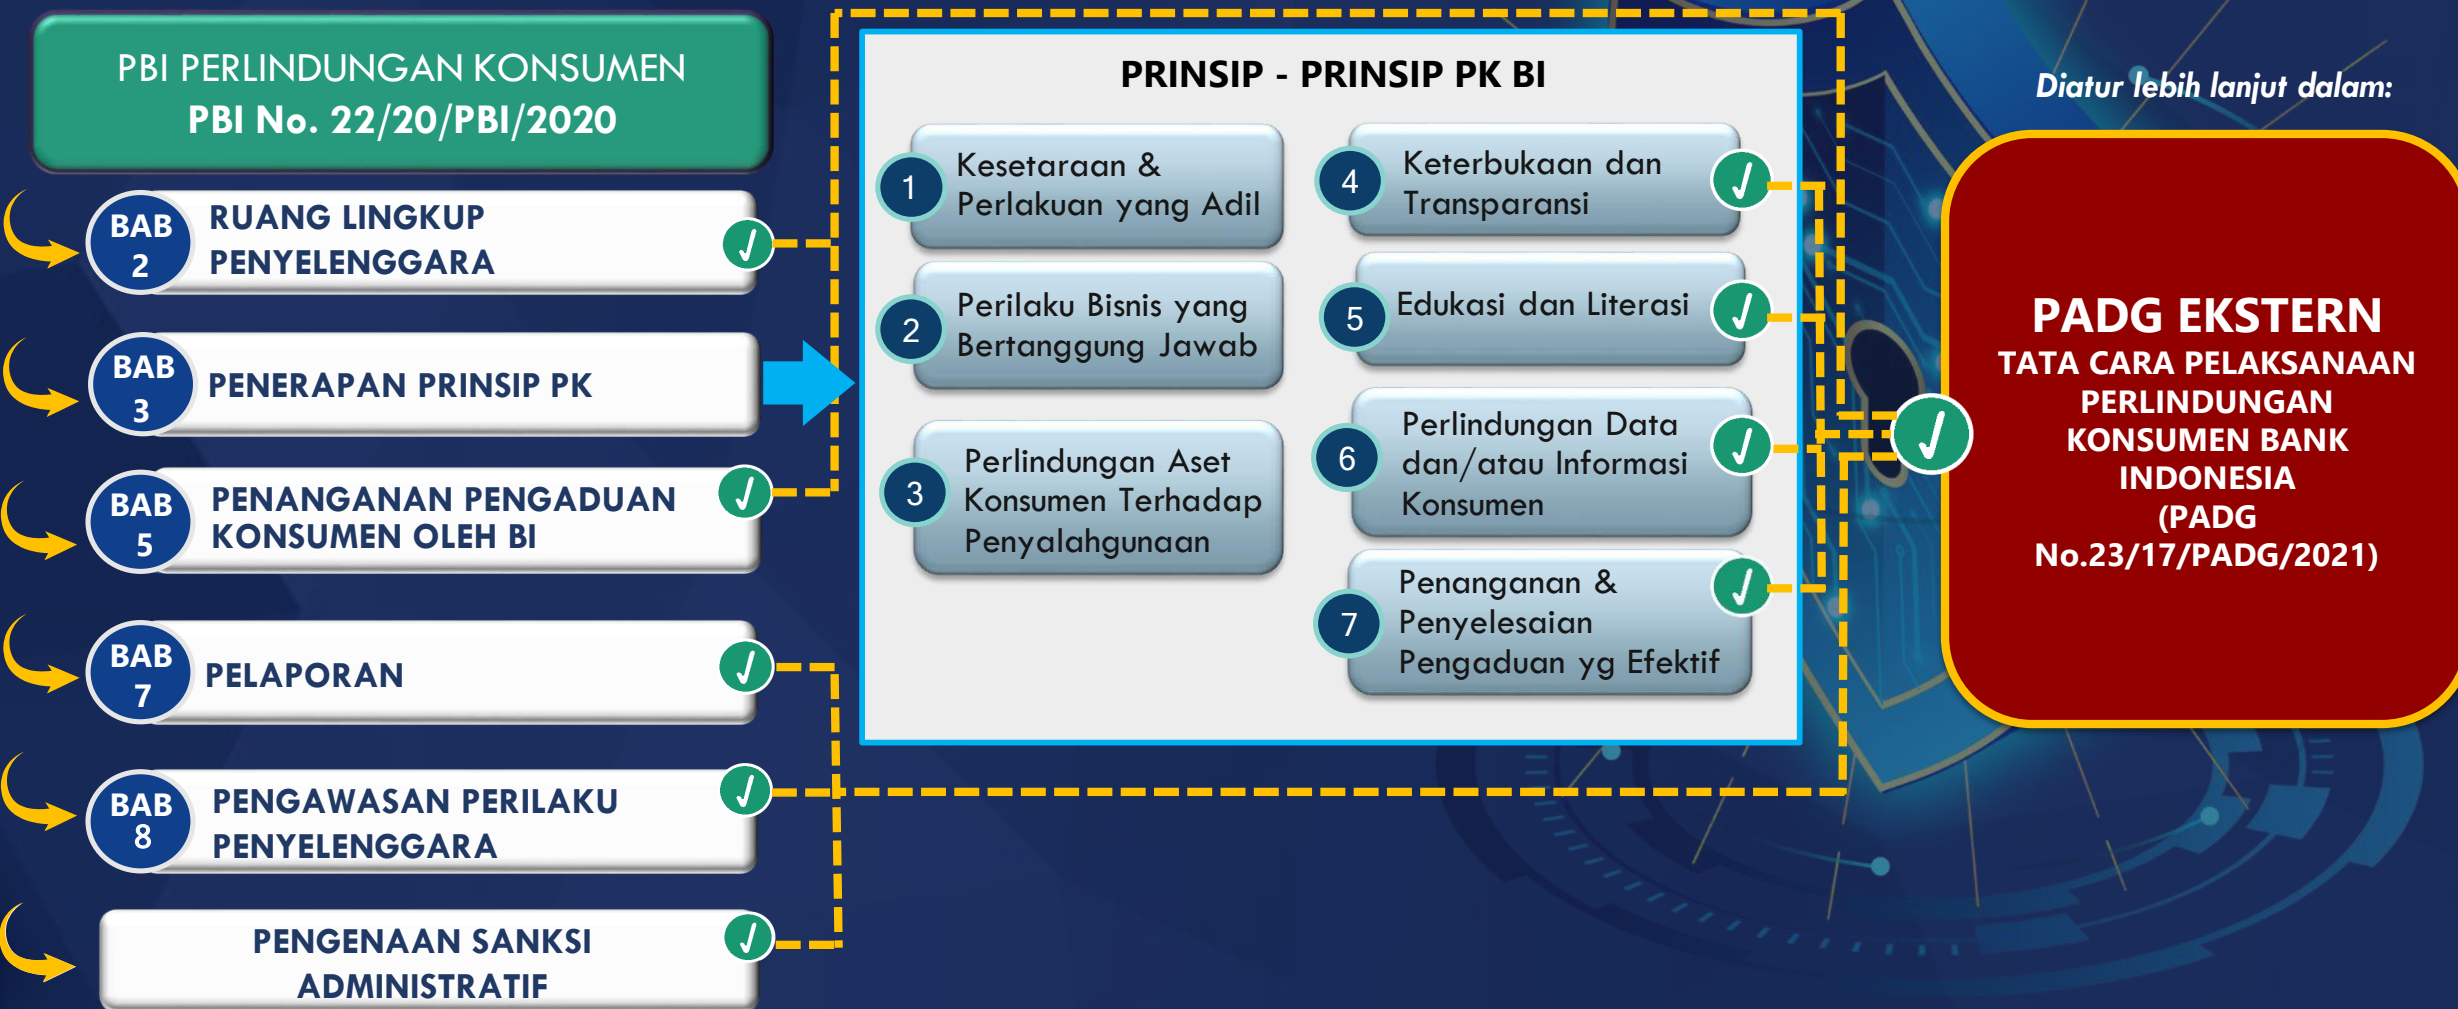 PBI PERLINDUNGAN KONSUMEN
PBI No. 22/20/PBI/2020
BAB
2
RUANG LINGKUP
PENYELENGGARA
BAB
3
PENERAPAN PRINSIP PK
BAB
5
PENANGANAN PENGADUAN
KONSUMEN OLEH BI
BAB
7
PELAPORAN
BAB
8
PENGAWASAN PERILAKU
PENYELENGGARA
PENGENAAN SANKSI
ADMINISTRATIF
PRINSIP - PRINSIP PK BI
1
Kesetaraan &
Perlakuan yang Adil
2
Perilaku Bisnis yang
Bertanggung Jawab
3
Perlindungan Aset
Konsumen Terhadap
Penyalahgunaan
4
Keterbukaan dan
Transparansi
5
Edukasi dan Literasi
6
Perlindungan Data
dan/atau Informasi
Konsumen
7
Penanganan &
Penyelesaian
Pengaduan yg Efektif
Diatur lebih lanjut dalam:
PADG EKSTERN
TATA CARA PELAKSANAAN
PERLINDUNGAN
KONSUMEN BANK
INDONESIA
(PADG
No.23/17/PADG/2021)